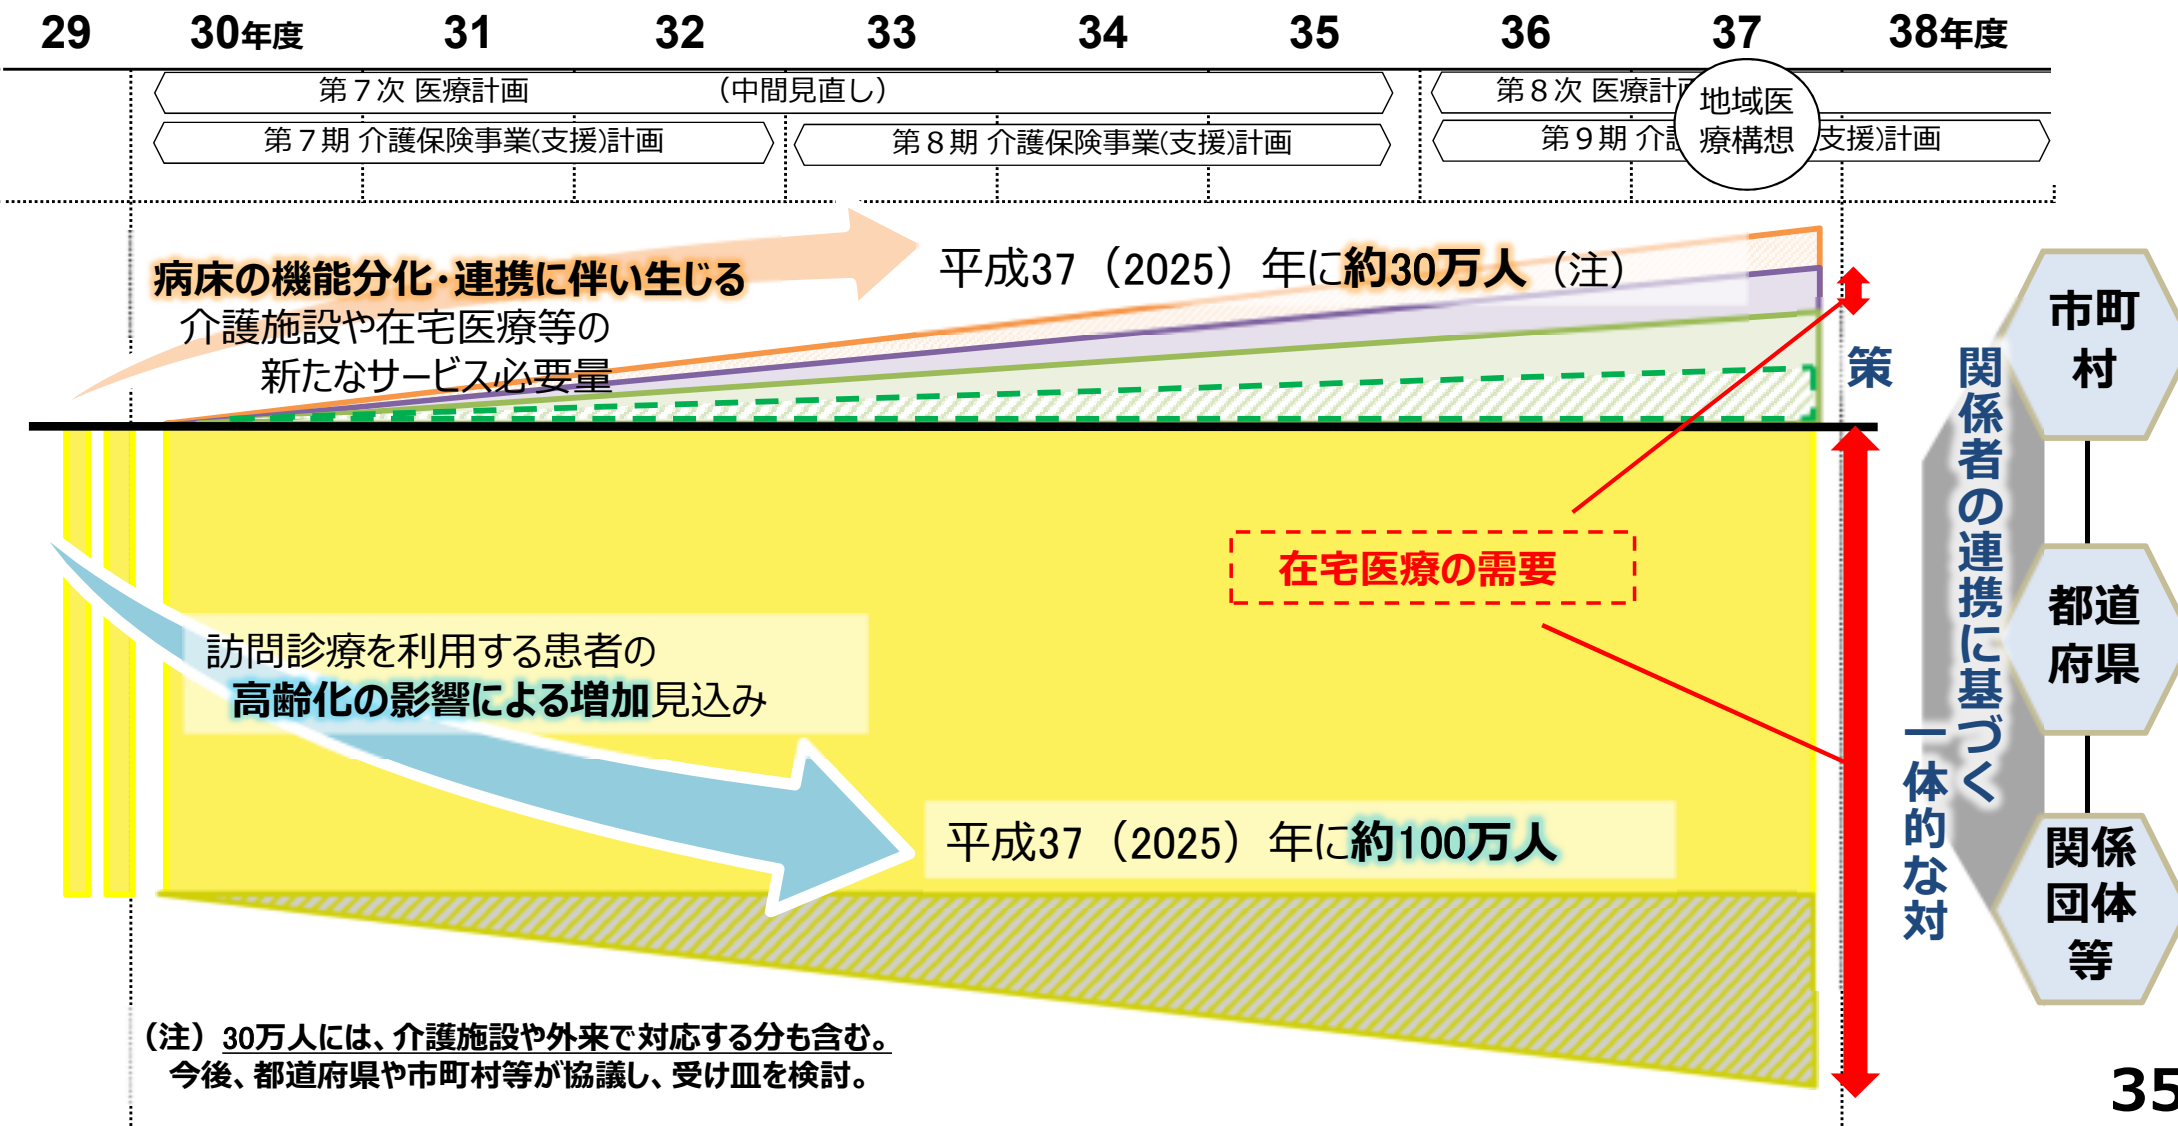 29 30年度 31 32 33 34 35 36 37 38年度
第７次 医療計画 （中間見直し）
第８次 医療計
地域医
療構想
第７期 介護保険事業(支援)計画
第８期 介護保険事業(支援)計画
第９期 介
支援)計画
病床の機能分化･連携に伴い生じる
介護施設や在宅医療等の
新たなサービス必要量
平成37（2025）年に約30万人（注）
在宅医療の需要
訪問診療を利用する患者の
高齢化の影響による増加見込み
平成37（2025）年に約100万人
関係者の連携に基づく
一体的な対
策
市町
村
都道
府県
関係
団体
等
（注）30万人には、介護施設や外来で対応する分も含む。
今後、都道府県や市町村等が協議し、受け皿を検討。
35